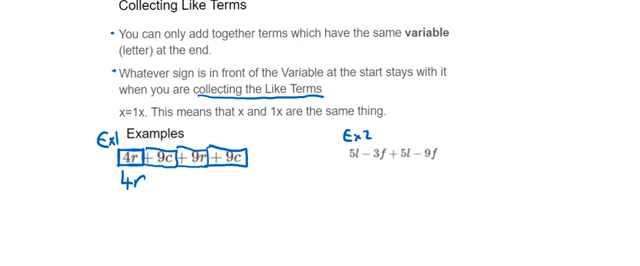 Collecting Like Terms
• You can only add together terms which have the same variable
(letter) at the end.
• Whatever sign is in front of the Variable at the start stays with it
when you are collecting the Like Terms
x=1x. This means that x and 1x are the same thing.
Ex1 Examples
4r + 9c + 9r + 9c
4r
Ex2
5l − 3f + 5l − 9f